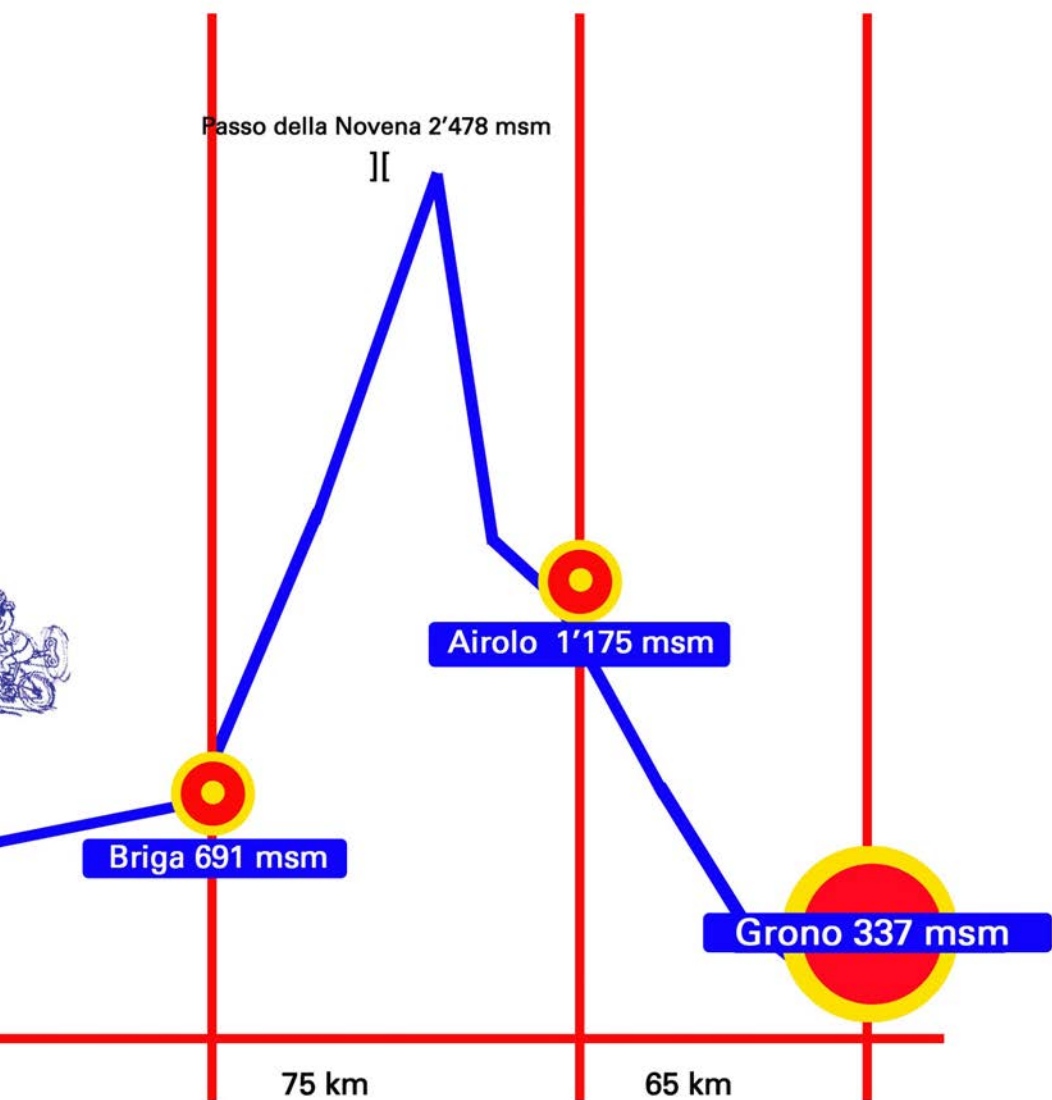 Passo della Novena 2’478 msm
][
Airolo  1’175 msm
Briga 691 msm
Grono 337 msm
75 km
65 km